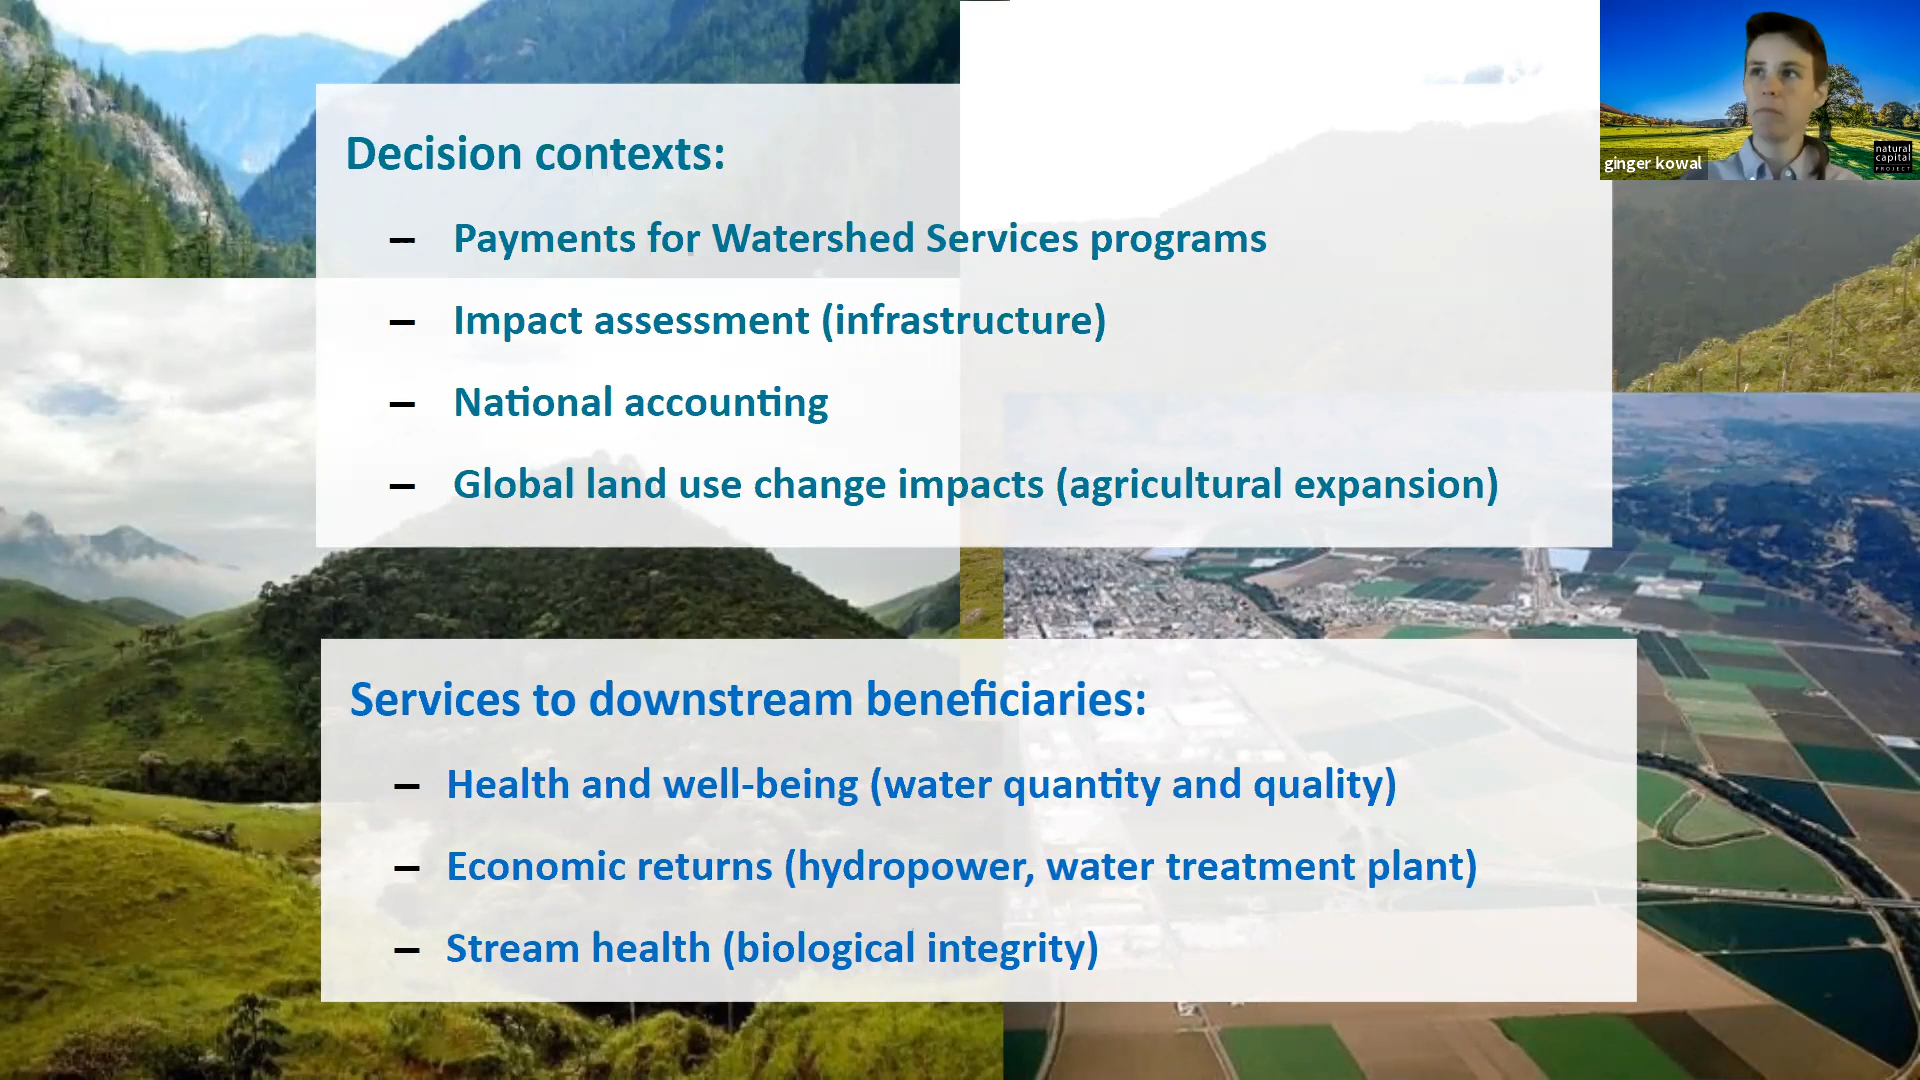 Decision contexts:
– Payments for Watershed Services programs
– Impact assessment (infrastructure)
– National accounting
– Global land use change impacts (agricultural expansion)
Services to downstream beneficiaries:
– Health and well-being (water quantity and quality)
– Economic returns (hydropower, water treatment plant)
– Stream health (biological integrity)
ginger kowal
natural
capital
PROJECT